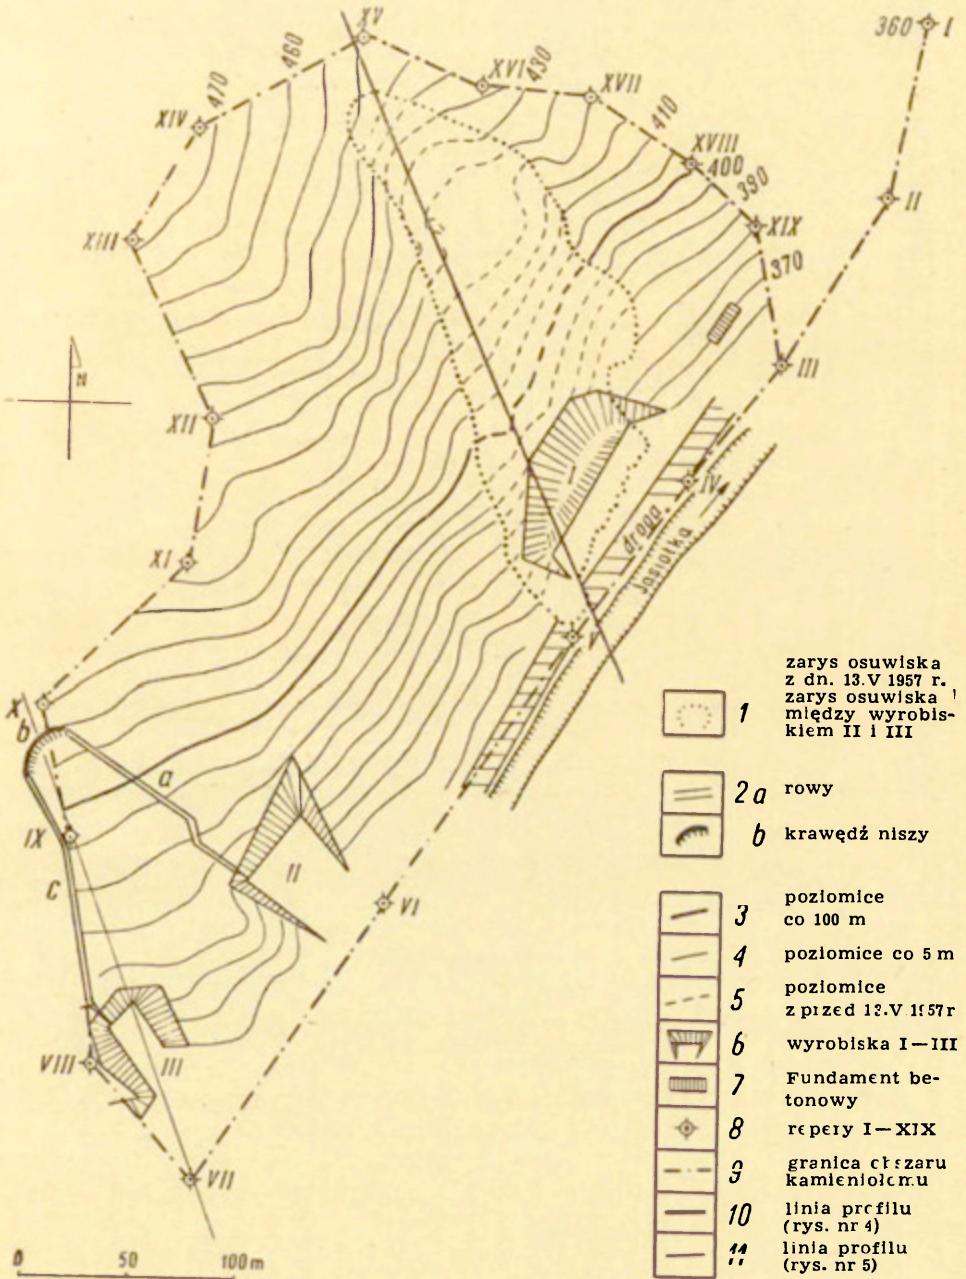 XV
360 I
460
470
XVI
430
XVII
XIV
410
XVIII
400
390
II
XIX
XIII
370
N
III
XII
I
IV
droga
Jasiołka
XI
V
X
b
a
IX
II
c
VI
VIII
III
VII
0 50 100 m
zarys osuwiska
z dn. 13.V 1957 r.
1 zarys osuwiska
między wyrobis-
kiem II i III
2a rowy
b krawędź niszy
3 poziomice
co 100 m
4 poziomice co 5 m
5 poziomice
z przed 13.V 1957r
6 wyrobiska I—III
7 Fundament be-
tonowy
8 repery I—XIX
9 granica obszaru
kamieniołomu
10 linia profilu
(rys. nr 4)
11 linia profilu
(rys. nr 5)